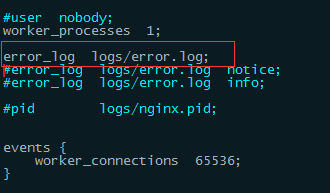 #user  nobody;
worker_processes  1;
error_log  logs/error.log;
#error_log  logs/error.log  notice;
#error_log  logs/error.log  info;
#pid        logs/nginx.pid;
events {
    worker_connections  65536;
}